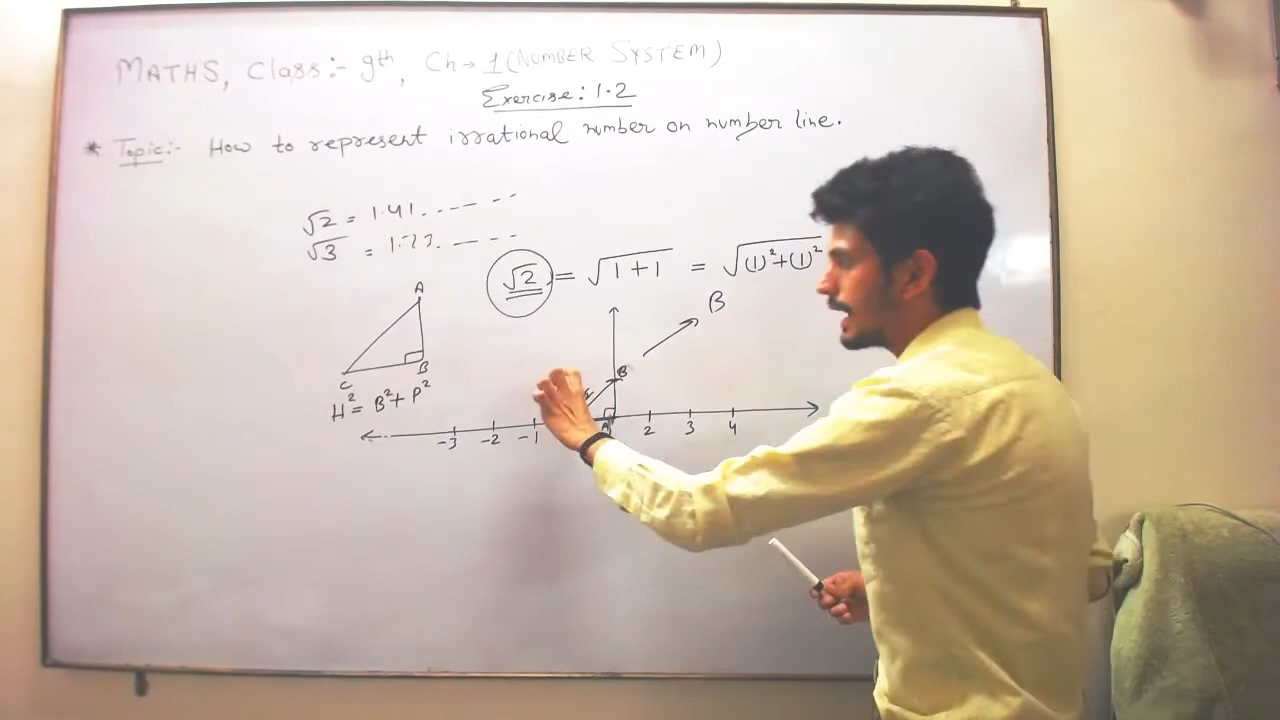 MATHS, Class:- 9th, Ch→ 1 (NUMBER SYSTEM)
Exercise: 1.2
* Topic:- How to represent irrational number on number line.
√2 = 1.41.---- --
√3 = 1.73. --- --
√2 = √1+1 = √(1)²+(1)²
A
B
C
B
B
H² = B² + P²
-3 -2 -1 A 2 3 4